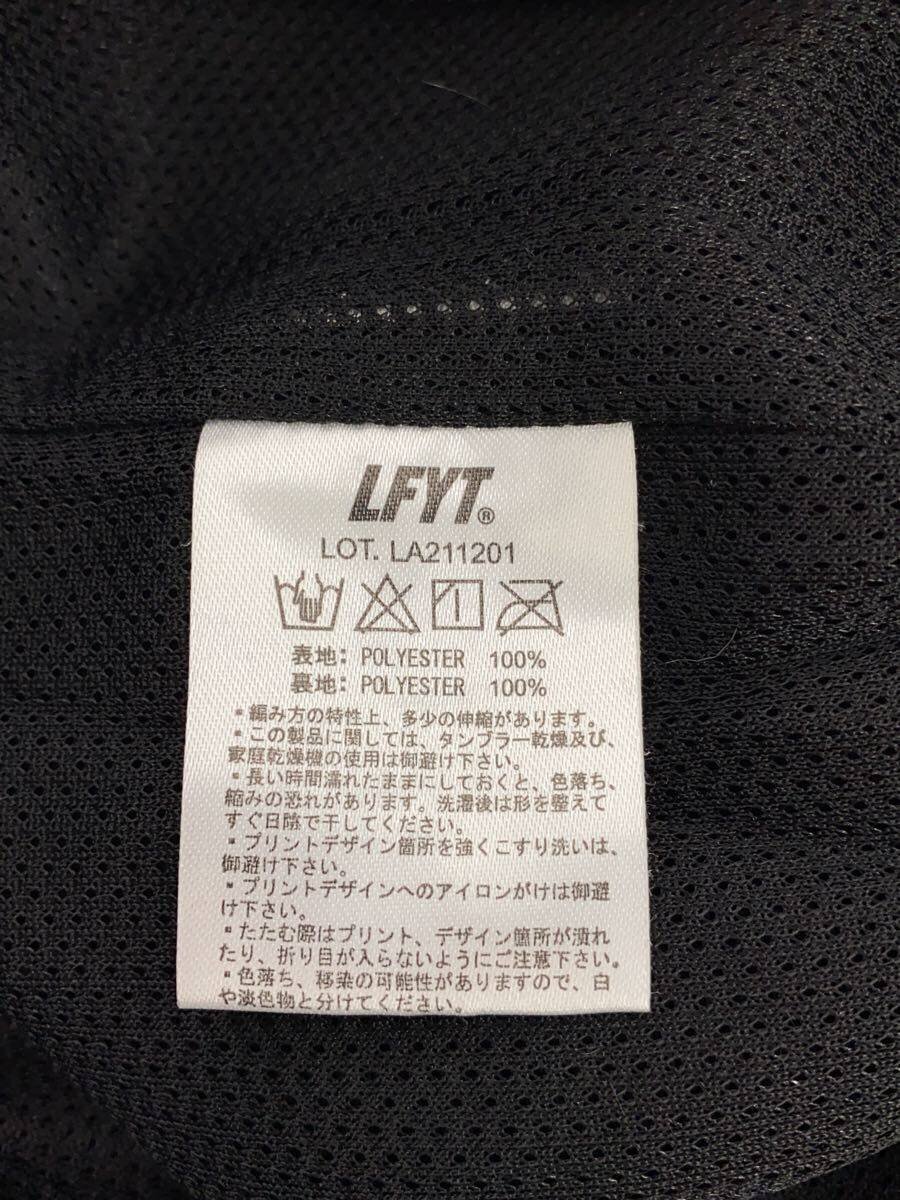 LFYT®
LOT. LA211201
表地: POLYESTER 100%
裏地: POLYESTER 100%
・編み方の特性上、多少の伸縮があります。
・この製品に関しては、タンブラー乾燥及び、
家庭乾燥機の使用は御避け下さい。
・長い時間濡れたままにしておくと、色落ち、
縮みの恐れがあります。洗濯後は形を整えて
すぐ日陰で干してください。
・プリントデザイン箇所を強くこすり洗いは、
御避け下さい。
・プリントデザインへのアイロンがけは御避
け下さい。
・たたむ際はプリント、デザイン箇所が潰れ
たり、折り目が入らないようにご注意下さい。
・色落ち、移染の可能性がありますので、白
や淡色物と分けてください。